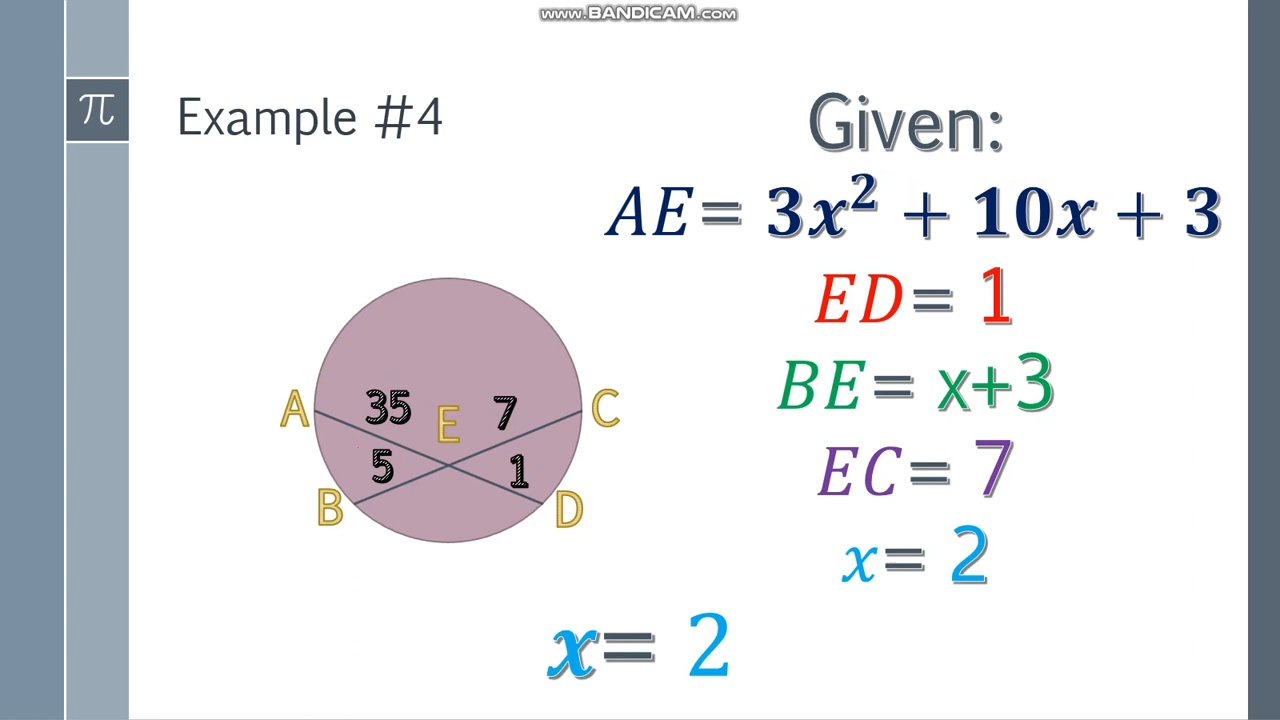 www.BANDICAM.com
π
Example #4
Given:
AE= 3x² + 10x + 3
ED= 1
BE= x+3
EC= 7
x= 2
A 35 E 7 C
5 1
B D
x= 2